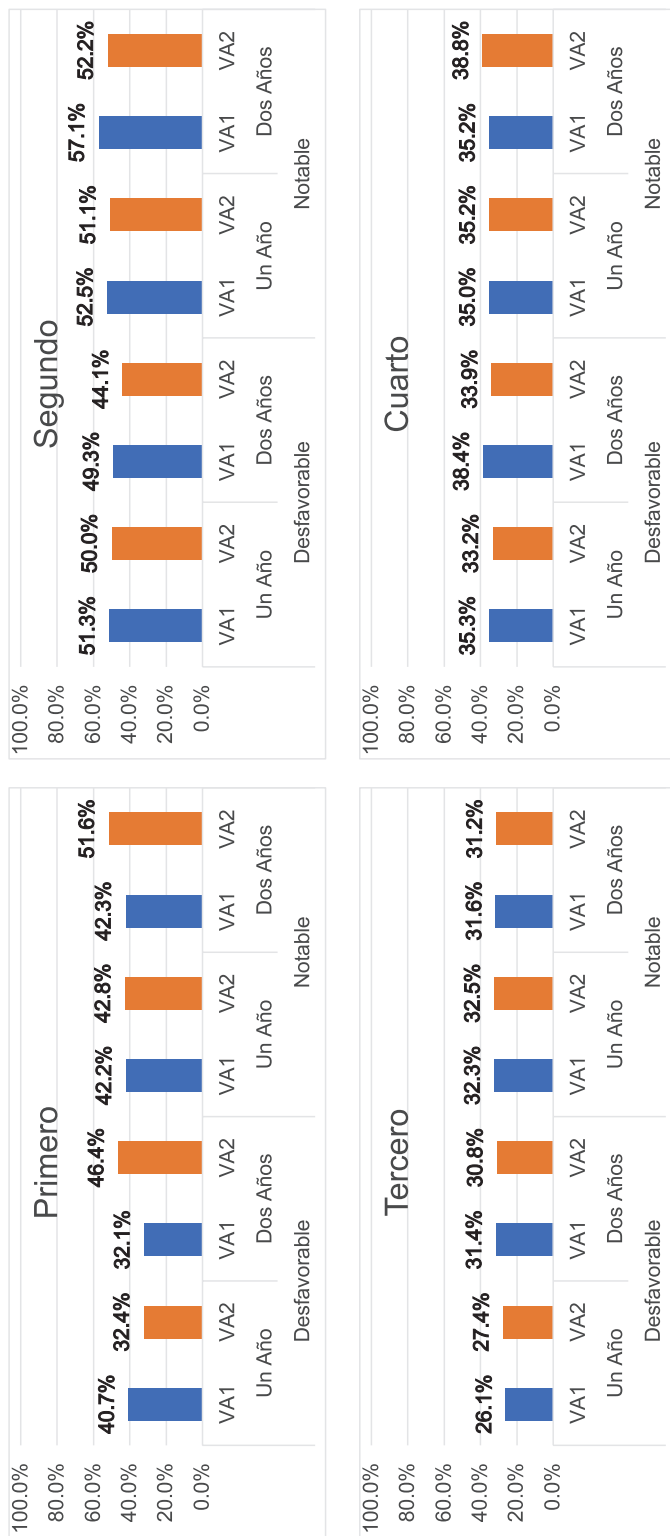 Primero
100.0%
80.0%
60.0%
40.0%
20.0%
0.0%
40.7% 32.4% 32.1% 46.4% 42.2% 42.8% 42.3% 51.6%
VA1 VA2 VA1 VA2 VA1 VA2 VA1 VA2
Un Año Dos Años Un Año Dos Años
Desfavorable Notable
Segundo
100.0%
80.0%
60.0%
40.0%
20.0%
0.0%
51.3% 50.0% 49.3% 44.1% 52.5% 51.1% 57.1% 52.2%
VA1 VA2 VA1 VA2 VA1 VA2 VA1 VA2
Un Año Dos Años Un Año Dos Años
Desfavorable Notable
Tercero
100.0%
80.0%
60.0%
40.0%
20.0%
0.0%
26.1% 27.4% 31.4% 30.8% 32.3% 32.5% 31.6% 31.2%
VA1 VA2 VA1 VA2 VA1 VA2 VA1 VA2
Un Año Dos Años Un Año Dos Años
Desfavorable Notable
Cuarto
100.0%
80.0%
60.0%
40.0%
20.0%
0.0%
35.3% 33.2% 38.4% 33.9% 35.0% 35.2% 35.2% 38.8%
VA1 VA2 VA1 VA2 VA1 VA2 VA1 VA2
Un Año Dos Años Un Año Dos Años
Desfavorable Notable